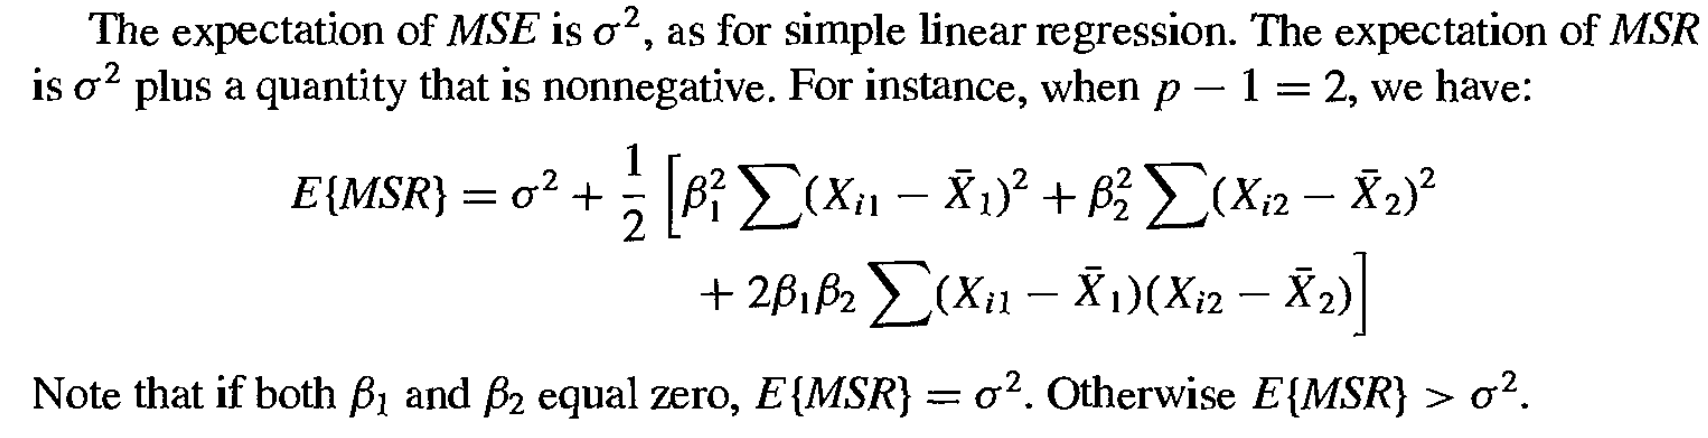 The expectation of MSE is σ², as for simple linear regression. The expectation of MSR
is σ² plus a quantity that is nonnegative. For instance, when p − 1 = 2, we have:
E{MSR} = σ² + 1/2 [β₁² ∑(Xᵢ₁ − X̄₁)² + β₂² ∑(Xᵢ₂ − X̄₂)²
+ 2β₁β₂ ∑(Xᵢ₁ − X̄₁)(Xᵢ₂ − X̄₂)]
Note that if both β₁ and β₂ equal zero, E{MSR} = σ². Otherwise E{MSR} > σ².